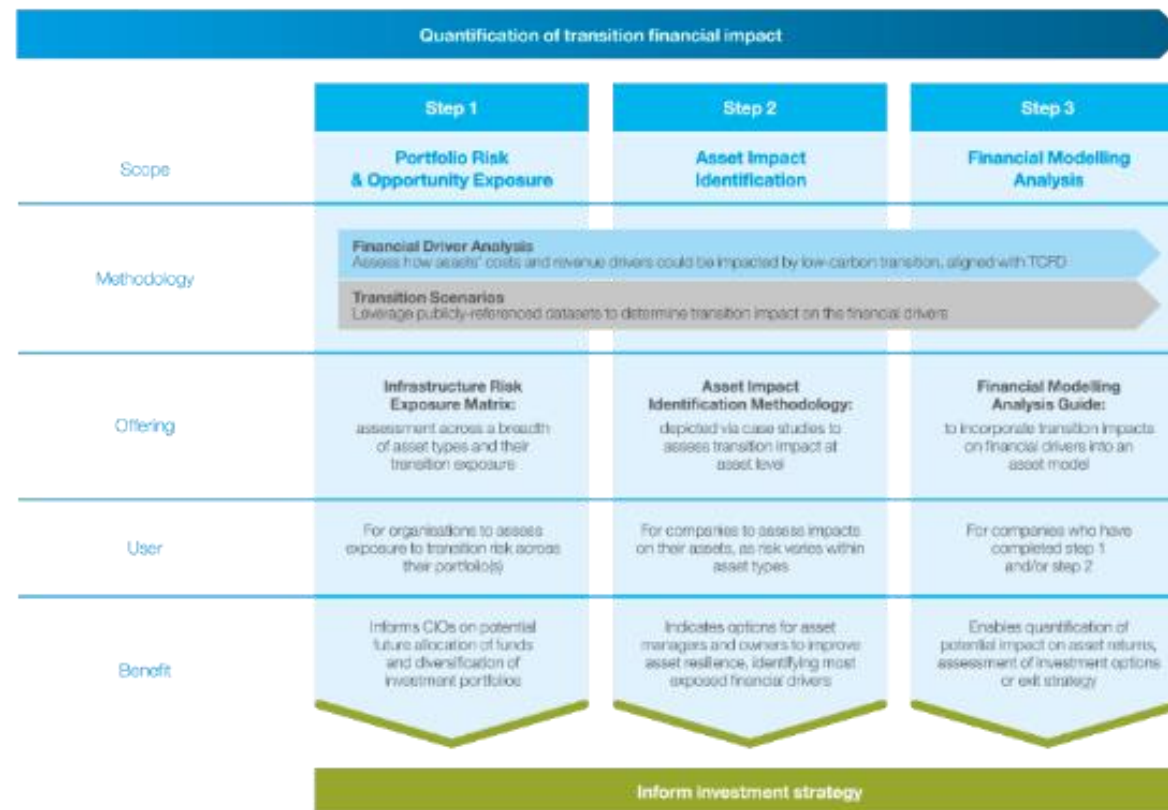 Quantification of transition financial impact
Step 1
Step 2
Step 3
Scope
Portfolio Risk
& Opportunity Exposure
Asset Impact
Identification
Financial Modelling
Analysis
Methodology
Financial Driver Analysis
Assess how assets' costs and revenue drivers could be impacted by low-carbon transition, aligned with TCFD
Transition Scenarios
Leverage publicly-referenced datasets to determine transition impact on the financial drivers
Offering
Infrastructure Risk
Exposure Matrix:
assessment across a breadth
of asset types and their
transition exposure
Asset Impact
Identification Methodology:
depicted via case studies to
assess transition impact at
asset level
Financial Modelling
Analysis Guide:
to incorporate transition impacts
on financial drivers into an
asset model
User
For organisations to assess
exposure to transition risk across
their portfolio(s)
For companies to assess impacts
on their assets, as risk varies within
asset types
For companies who have
completed step 1
and/or step 2
Benefit
Informs CIOs on potential
future allocation of funds
and diversification of
investment portfolios
Indicates options for asset
managers and owners to improve
asset resilience, identifying most
exposed financial drivers
Enables quantification of
potential impact on asset returns,
assessment of investment options
or exit strategy
Inform investment strategy